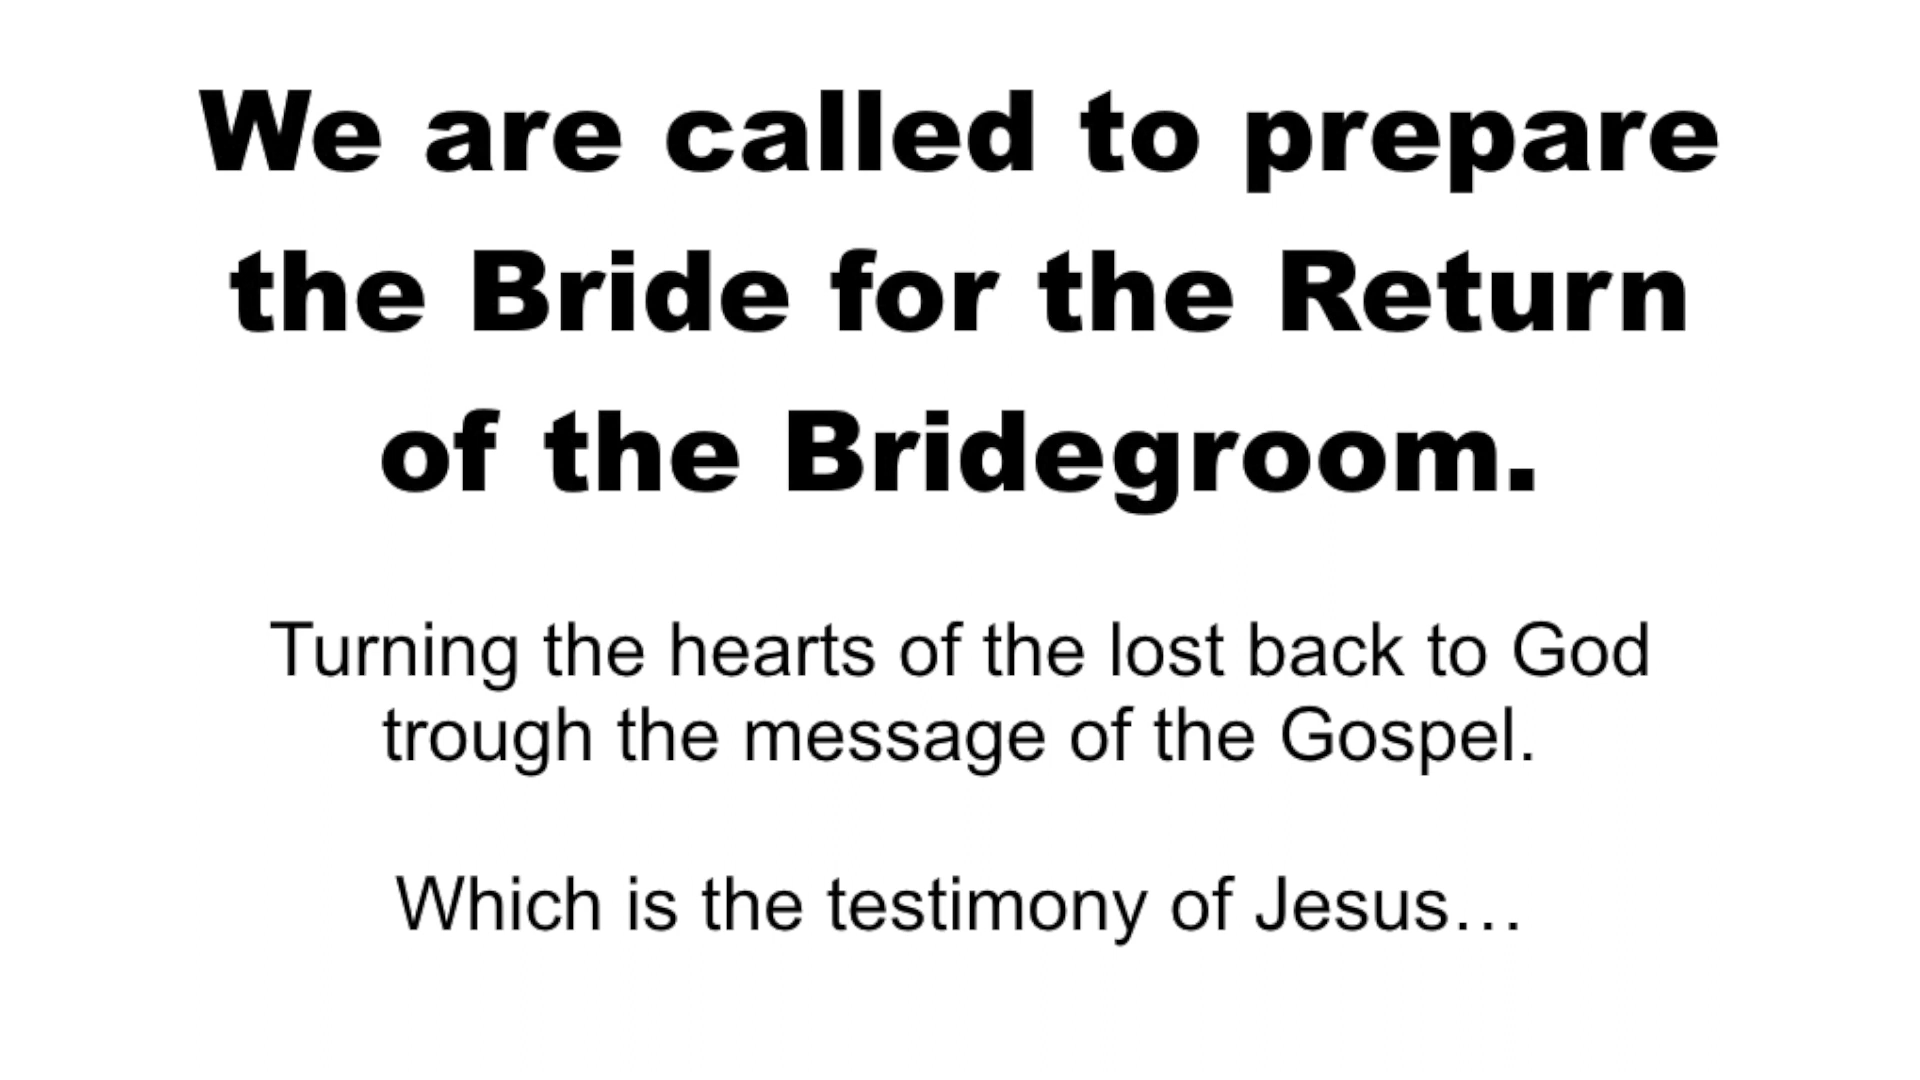 We are called to prepare
the Bride for the Return
of the Bridegroom.
Turning the hearts of the lost back to God
trough the message of the Gospel.
Which is the testimony of Jesus…